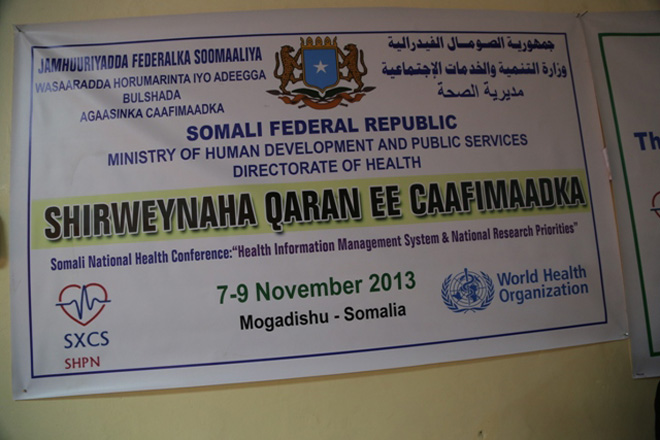 JAMHUURIYADDA FEDERALKA SOOMAALIYA
WASAARADDA HORUMARINTA IYO ADEEGGA
BULSHADA
AGAASINKA CAAFIMAADKA
جمهورية الصومال الفيدرالية
وزارة التنمية والخدمات الإجتماعية
مديرية الصحة
SOMALI FEDERAL REPUBLIC
MINISTRY OF HUMAN DEVELOPMENT AND PUBLIC SERVICES
DIRECTORATE OF HEALTH
SHIRWEYNAHA QARAN EE CAAFIMAADKA
Somali National Health Conference:"Health Information Management System & National Research Priorities"
7-9 November 2013
Mogadishu - Somalia
SXCS
SHPN
World Health
Organization